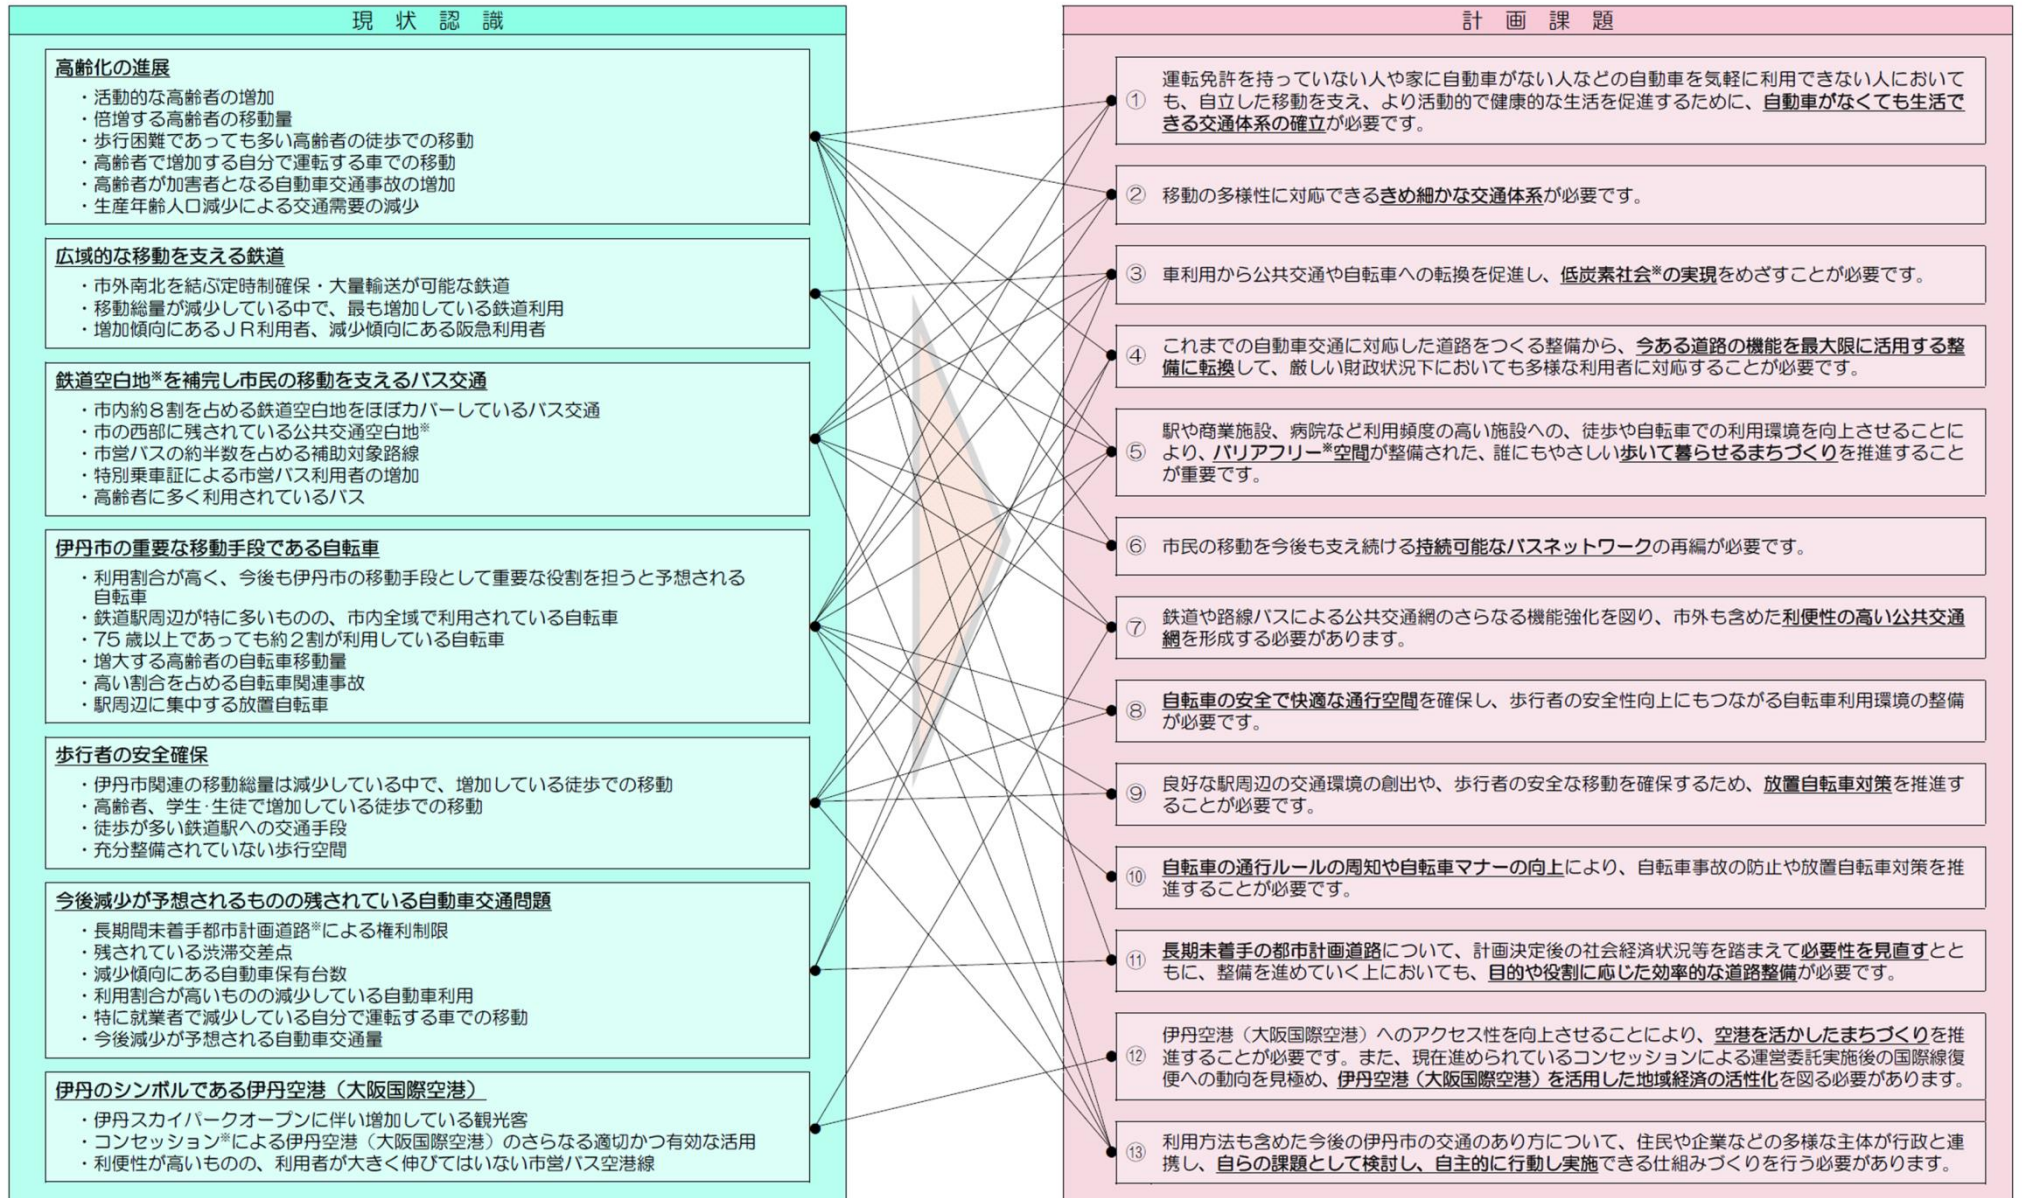 現状認識
高齢化の進展
・活動的な高齢者の増加
・倍増する高齢者の移動量
・歩行困難であっても多い高齢者の徒歩での移動
・高齢者で増加する自分で運転する車での移動
・高齢者が加害者となる自動車交通事故の増加
・生産年齢人口減少による交通需要の減少
広域的な移動を支える鉄道
・市外南北を結ぶ定時制確保・大量輸送が可能な鉄道
・移動総量が減少している中で、最も増加している鉄道利用
・増加傾向にあるＪＲ利用者、減少傾向にある阪急利用者
鉄道空白地※を補完し市民の移動を支えるバス交通
・市内約８割を占める鉄道空白地をほぼカバーしているバス交通
・市の西部に残されている公共交通空白地※
・市営バスの約半数を占める補助対象路線
・特別乗車証による市営バス利用者の増加
・高齢者に多く利用されているバス
伊丹市の重要な移動手段である自転車
・利用割合が高く、今後も伊丹市の移動手段として重要な役割を担うと予想される
自転車
・鉄道駅周辺が特に多いものの、市内全域で利用されている自転車
・75 歳以上であっても約２割が利用している自転車
・増大する高齢者の自転車移動量
・高い割合を占める自転車関連事故
・駅周辺に集中する放置自転車
歩行者の安全確保
・伊丹市関連の移動総量は減少している中で、増加している徒歩での移動
・高齢者、学生・生徒で増加している徒歩での移動
・徒歩が多い鉄道駅への交通手段
・充分整備されていない歩行空間
今後減少が予想されるものの残されている自動車交通問題
・長期間未着手都市計画道路※による権利制限
・残されている渋滞交差点
・減少傾向にある自動車保有台数
・利用割合が高いものの減少している自動車利用
・特に就業者で減少している自分で運転する車での移動
・今後減少が予想される自動車交通量
伊丹のシンボルである伊丹空港（大阪国際空港）
・伊丹スカイパークオープンに伴い増加している観光客
・コンセッション※による伊丹空港（大阪国際空港）のさらなる適切かつ有効な活用
・利便性が高いものの、利用者が大きく伸びてはいない市営バス空港線
計画課題
① 運転免許を持っていない人や家に自動車がない人などの自動車を気軽に利用できない人において
も、自立した移動を支え、より活動的で健康的な生活を促進するために、自動車がなくても生活で
きる交通体系の確立が必要です。
② 移動の多様性に対応できるきめ細かな交通体系が必要です。
③ 車利用から公共交通や自転車への転換を促進し、低炭素社会※の実現をめざすことが必要です。
④ これまでの自動車交通に対応した道路をつくる整備から、今ある道路の機能を最大限に活用する整
備に転換して、厳しい財政状況下においても多様な利用者に対応することが必要です。
⑤ 駅や商業施設、病院など利用頻度の高い施設への、徒歩や自転車での利用環境を向上させることに
より、バリアフリー※空間が整備された、誰にもやさしい歩いて暮らせるまちづくりを推進すること
が重要です。
⑥ 市民の移動を今後も支え続ける持続可能なバスネットワークの再編が必要です。
⑦ 鉄道や路線バスによる公共交通網のさらなる機能強化を図り、市外も含めた利便性の高い公共交通
網を形成する必要があります。
⑧ 自転車の安全で快適な通行空間を確保し、歩行者の安全性向上にもつながる自転車利用環境の整備
が必要です。
⑨ 良好な駅周辺の交通環境の創出や、歩行者の安全な移動を確保するため、放置自転車対策を推進す
ることが必要です。
⑩ 自転車の通行ルールの周知や自転車マナーの向上により、自転車事故の防止や放置自転車対策を推
進することが必要です。
⑪ 長期未着手の都市計画道路について、計画決定後の社会経済状況等を踏まえて必要性を見直すとと
もに、整備を進めていく上においても、目的や役割に応じた効率的な道路整備が必要です。
⑫ 伊丹空港（大阪国際空港）へのアクセス性を向上させることにより、空港を活かしたまちづくりを推
進することが必要です。また、現在進められているコンセッションによる運営委託実施後の国際線復
便への動向を見極め、伊丹空港（大阪国際空港）を活用した地域経済の活性化を図る必要があります。
⑬ 利用方法も含めた今後の伊丹市の交通のあり方について、住民や企業などの多様な主体が行政と連
携し、自らの課題として検討し、自主的に行動し実施できる仕組みづくりを行う必要があります。